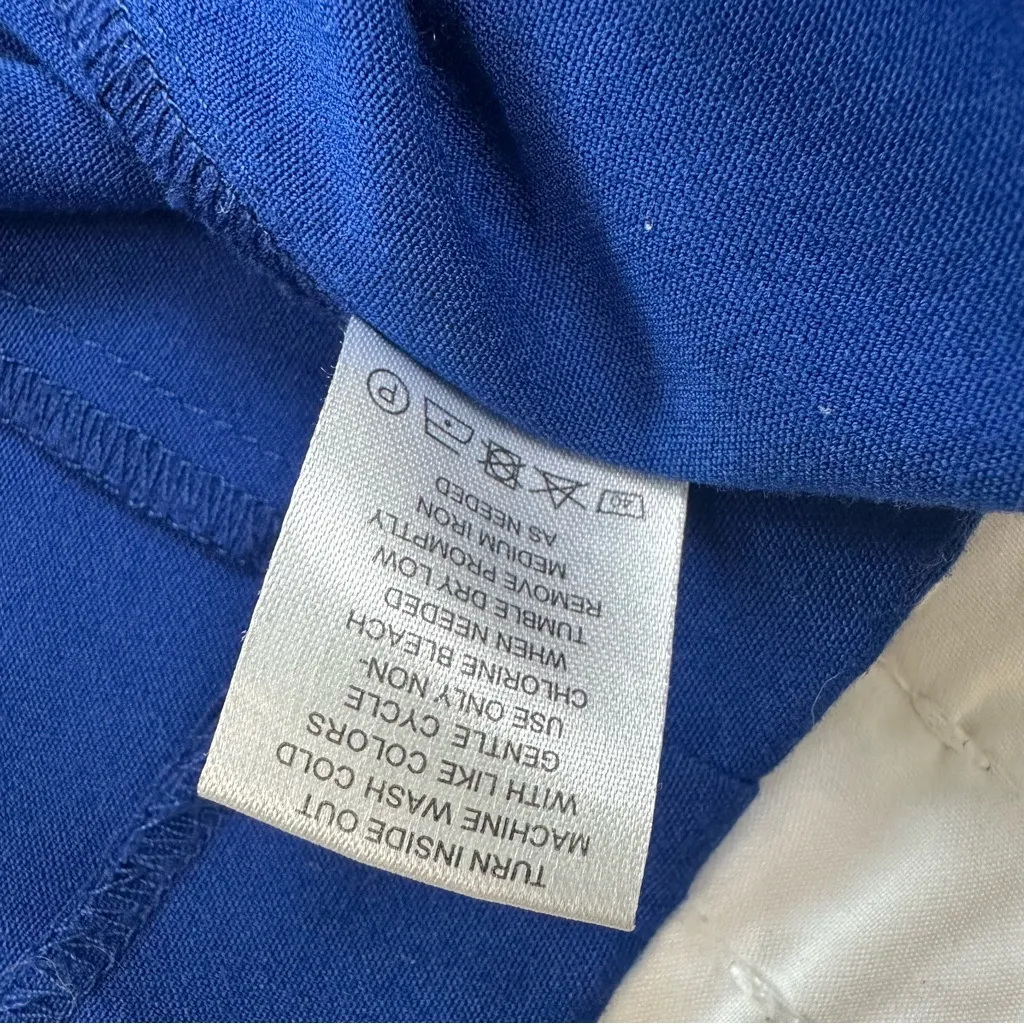 TURN INSIDE OUT
MACHINE WASH COLD
WITH LIKE COLORS
GENTLE CYCLE
USE ONLY NON-
CHLORINE BLEACH
WHEN NEEDED
TUMBLE DRY LOW
REMOVE PROMPTLY
MEDIUM IRON
AS NEEDED
30
P